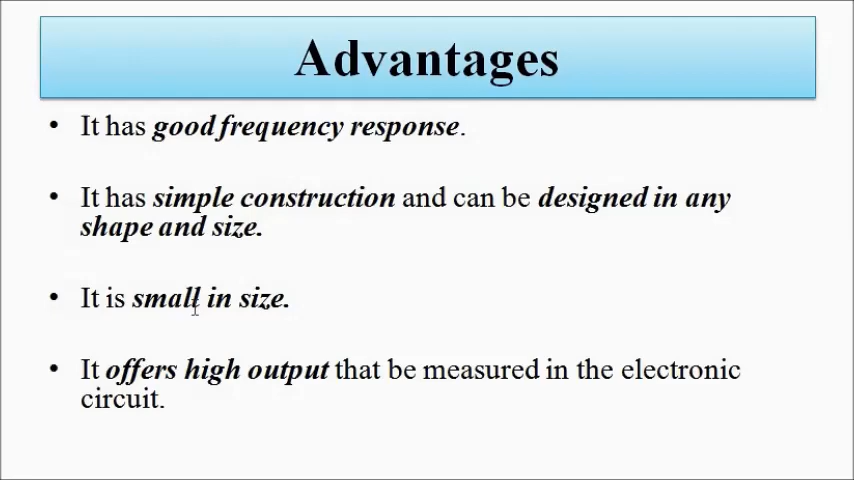 Advantages
• It has good frequency response.
• It has simple construction and can be designed in any
shape and size.
• It is small in size.
• It offers high output that be measured in the electronic
circuit.